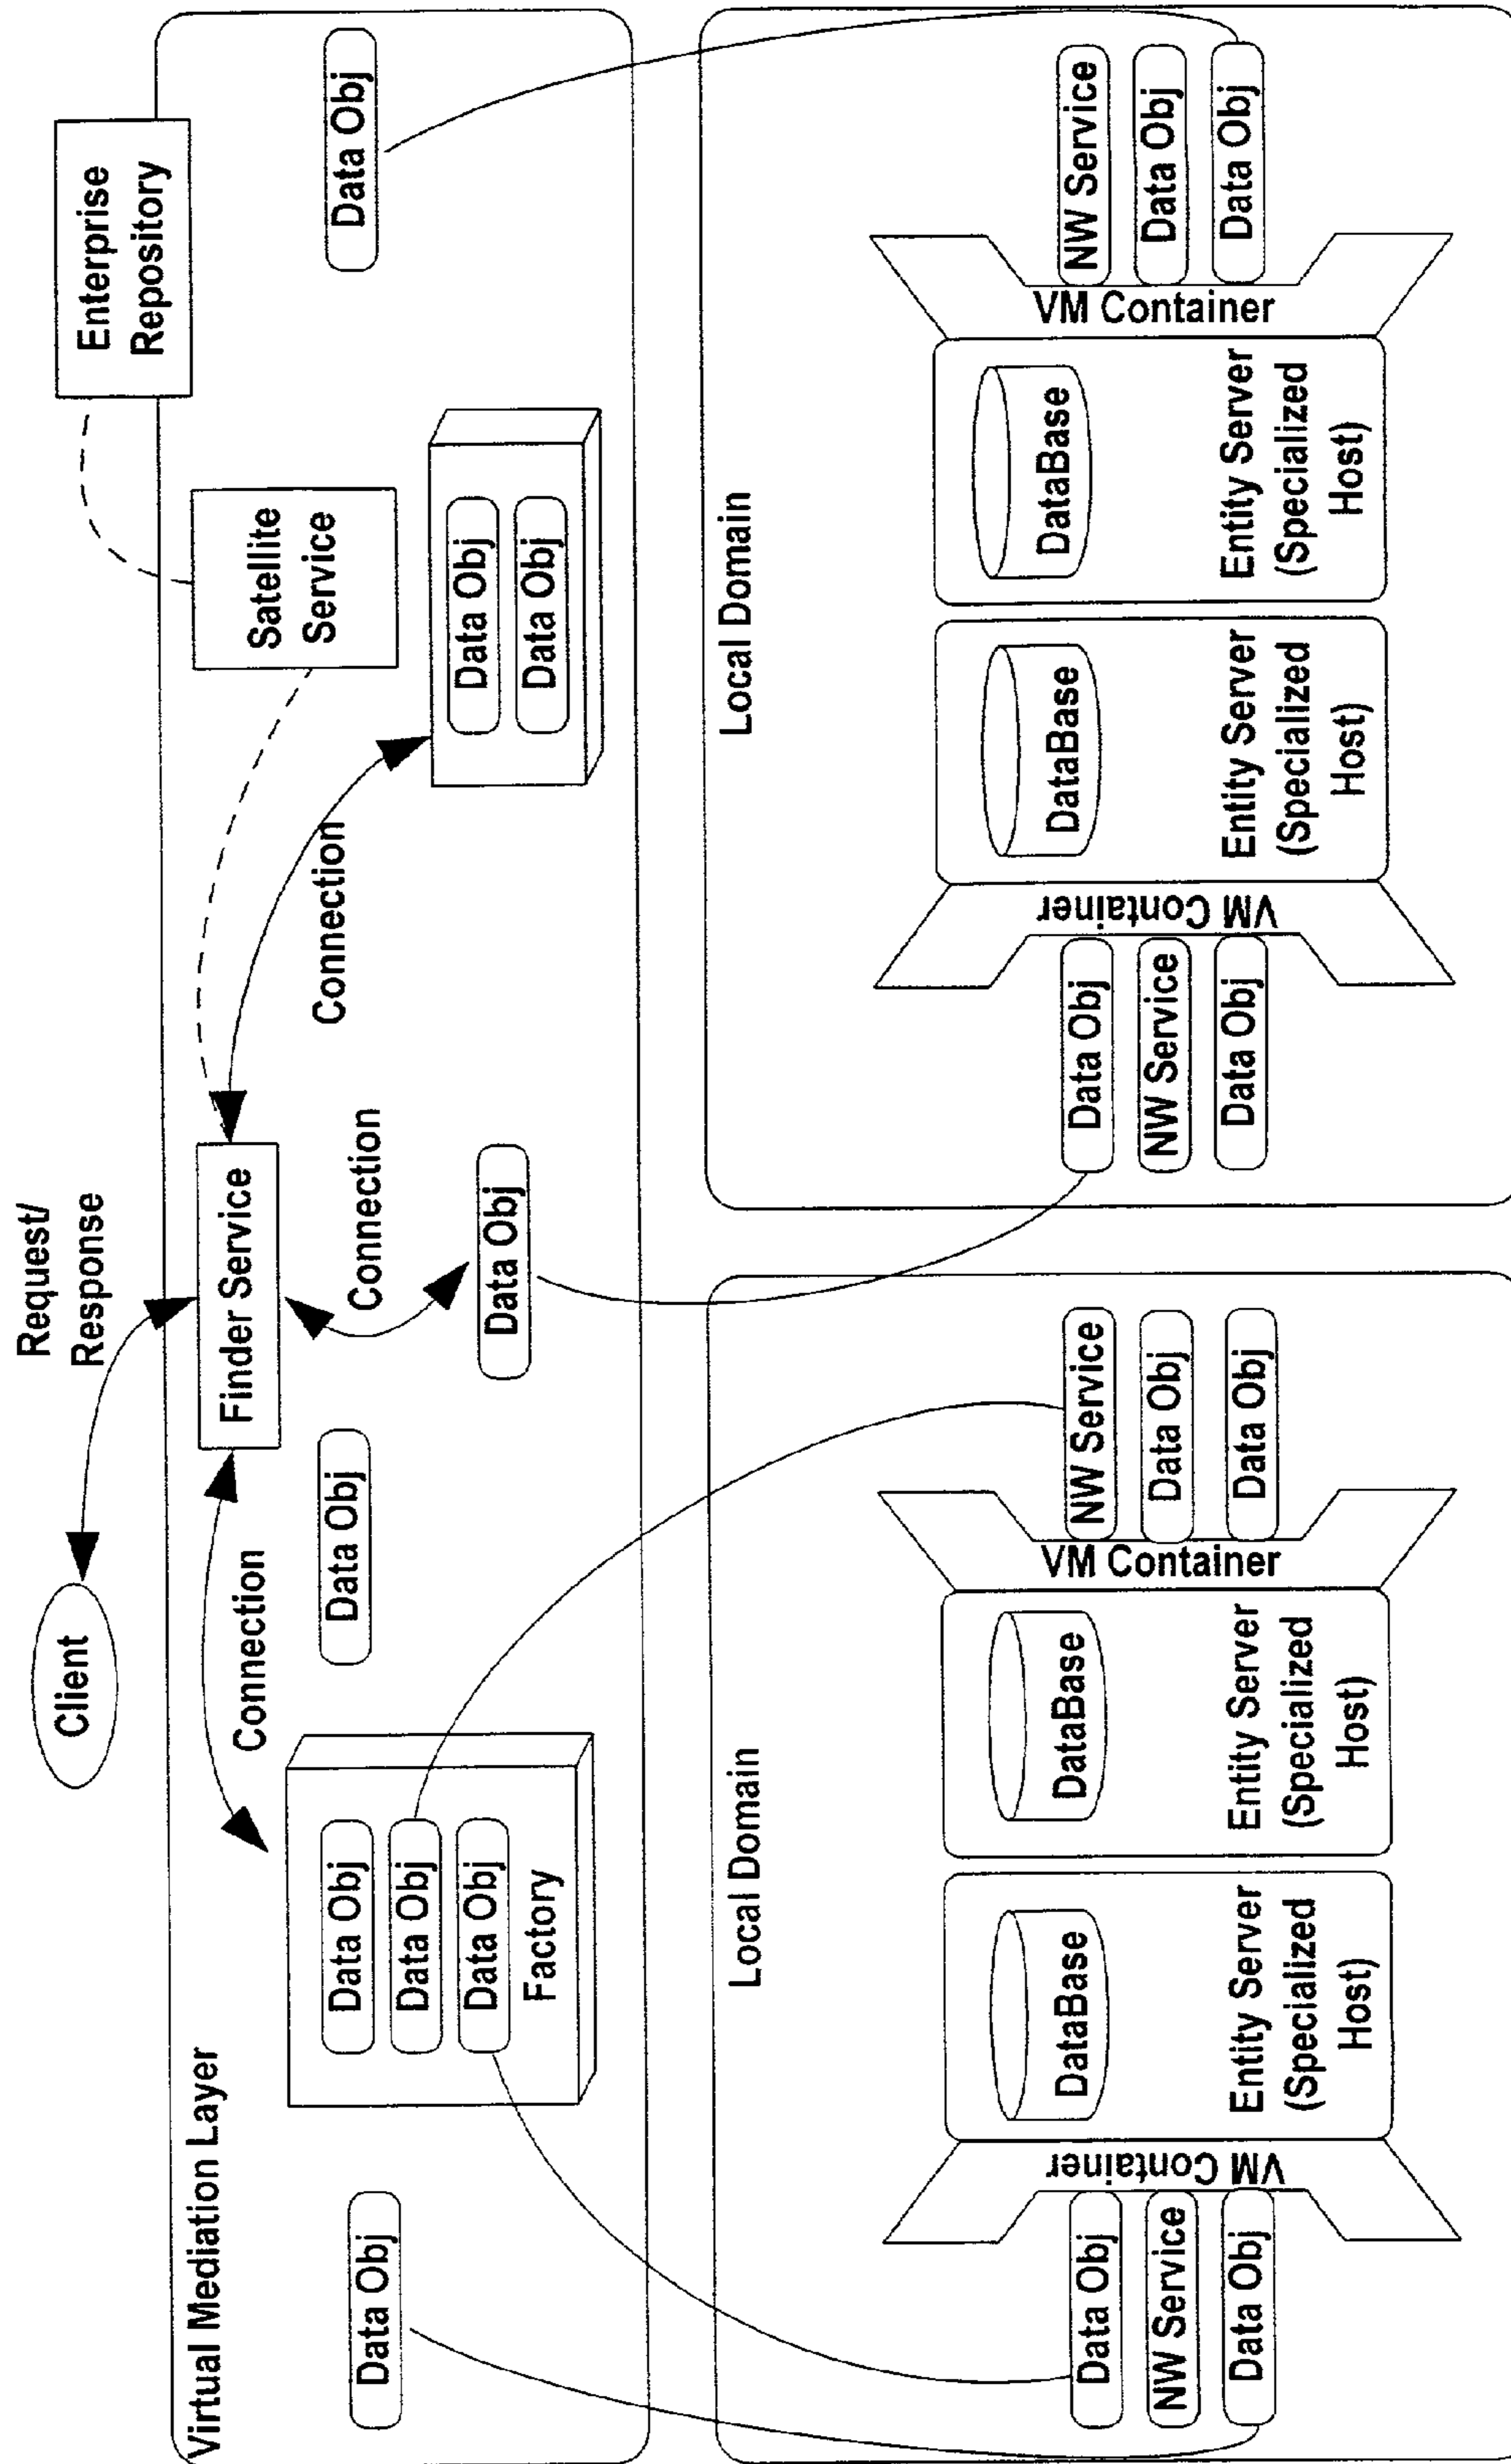 Request/
Response
Client
Enterprise
Repository
Virtual Mediation Layer
Finder Service
Satellite
Service
Connection
Connection
Connection
Data Obj
Data Obj
Data Obj
Data Obj
Factory
Data Obj
Data Obj
Data Obj
Data Obj
Data Obj
Local Domain
Data Obj
NW Service
Data Obj
VM Container
DataBase
Entity Server
(Specialized
Host)
DataBase
Entity Server
(Specialized
Host)
VM Container
NW Service
Data Obj
Data Obj
Local Domain
Data Obj
NW Service
Data Obj
VM Container
DataBase
Entity Server
(Specialized
Host)
DataBase
Entity Server
(Specialized
Host)
VM Container
NW Service
Data Obj
Data Obj